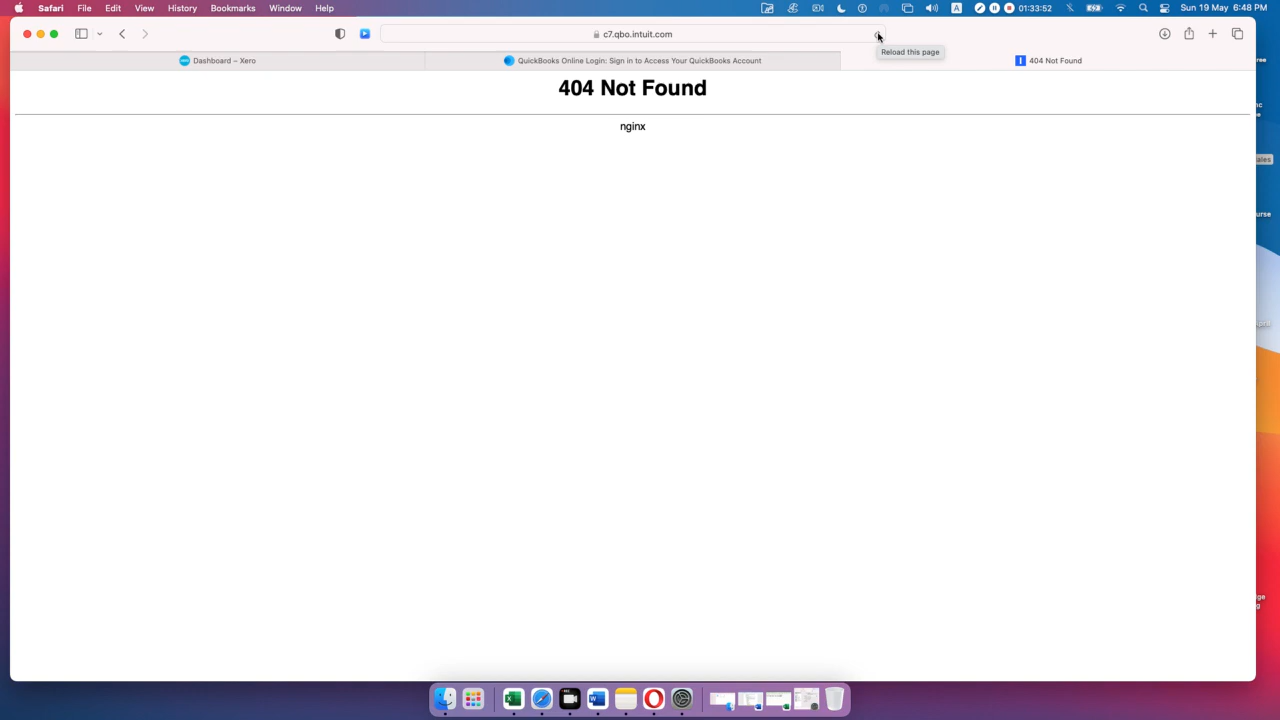 Safari File Edit View History Bookmarks Window Help
A 01:33:52 Sun 19 May 6:48 PM
c7.qbo.intuit.com
Reload this page
xero Dashboard – Xero
QuickBooks Online Login: Sign in to Access Your QuickBooks Account
I 404 Not Found
404 Not Found
nginx